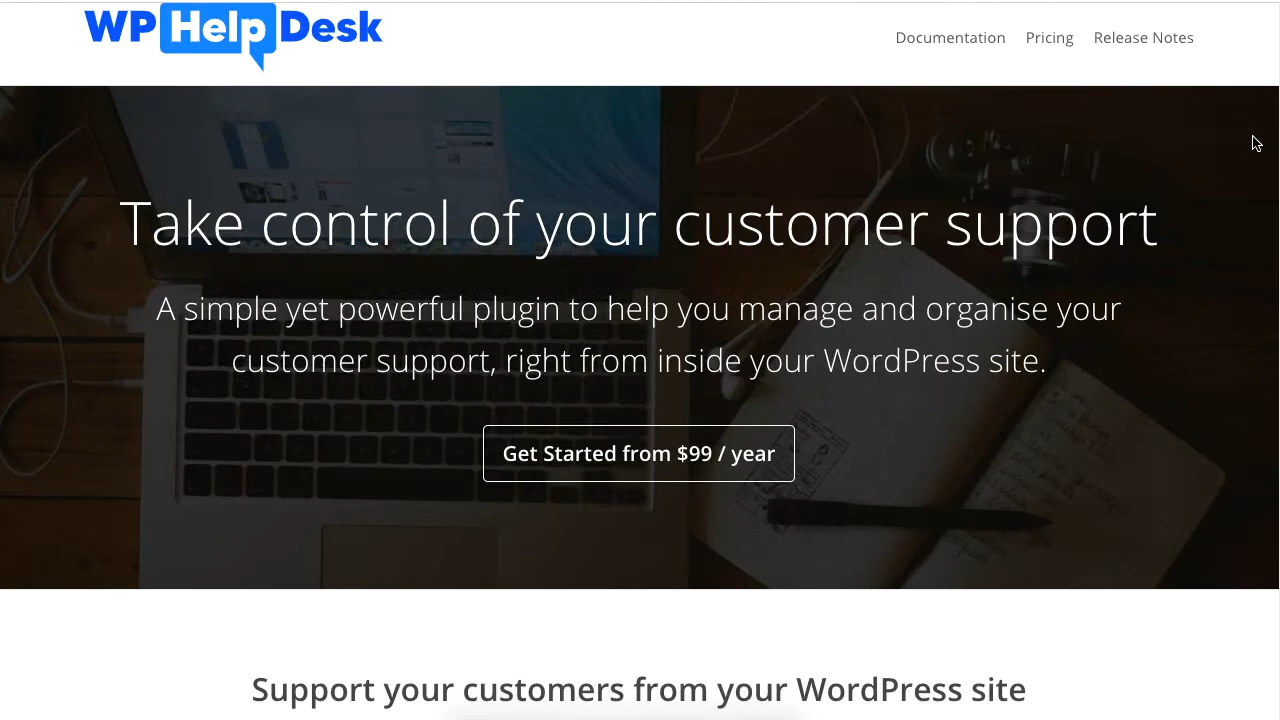 WP Help Desk
Documentation Pricing Release Notes
Take control of your customer support
A simple yet powerful plugin to help you manage and organise your
customer support, right from inside your WordPress site.
Get Started from $99 / year
Support your customers from your WordPress site